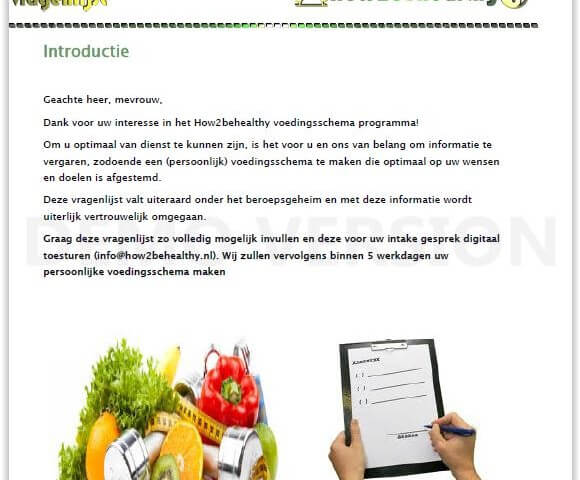 vragenlijst
Introductie
Geachte heer, mevrouw,
Dank voor uw interesse in het How2behealthy voedingsschema programma!
Om u optimaal van dienst te kunnen zijn, is het voor u en ons van belang om informatie te
vergaren, zodoende een (persoonlijk) voedingsschema te maken die optimaal op uw wensen
en doelen is afgestemd.
Deze vragenlijst valt uiteraard onder het beroepsgeheim en met deze informatie wordt
uiterlijk vertrouwelijk omgegaan.
DEMO VERSION
Graag deze vragenlijst zo volledig mogelijk invullen en deze voor uw intake gesprek digitaal
toesturen (info@how2behealthy.nl). Wij zullen vervolgens binnen 5 werkdagen uw
persoonlijke voedingsschema maken